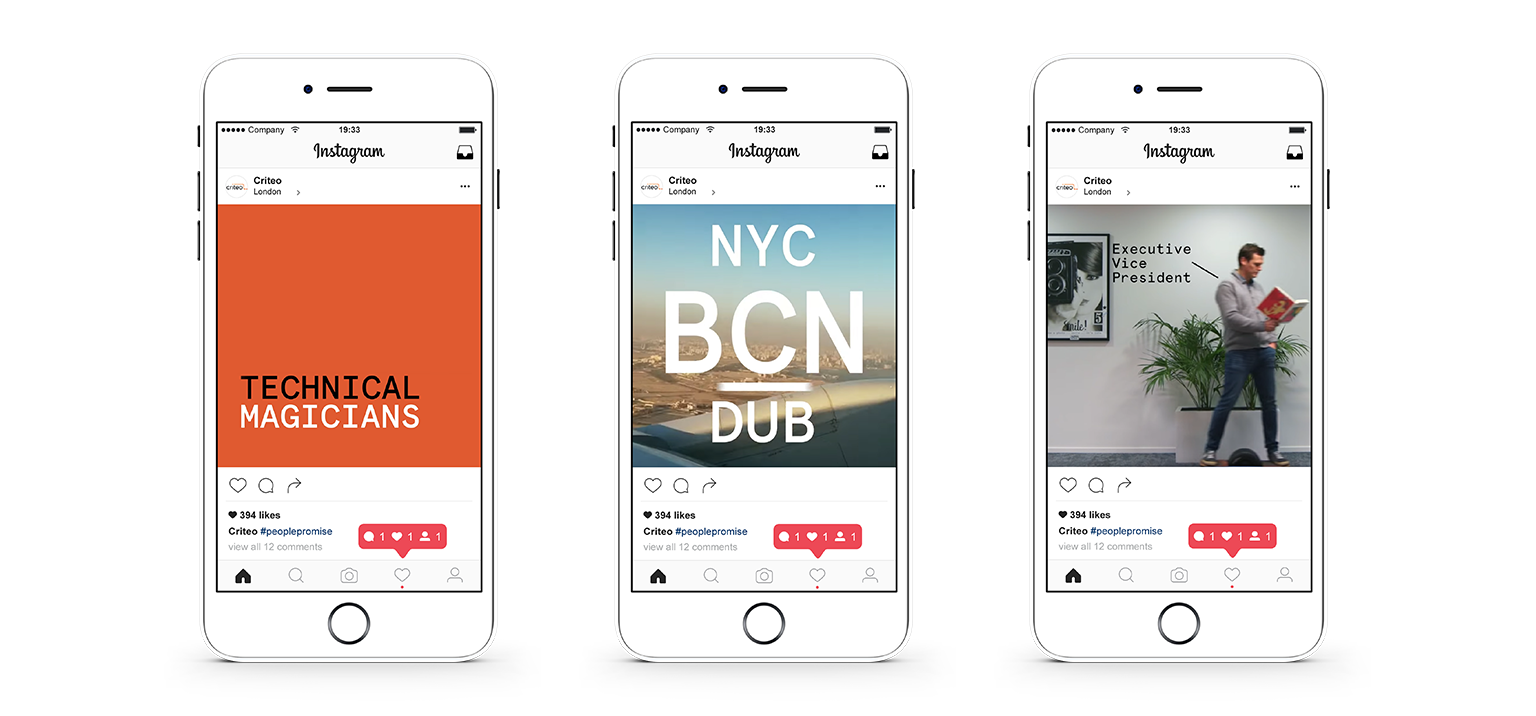 Company 19:33
Instagram
criteo
Criteo
London
TECHNICAL
MAGICIANS
394 likes
Criteo #peoplepromise
view all 12 comments
1 1 1
Company 19:33
Instagram
criteo
Criteo
London
NYC
BCN
DUB
394 likes
Criteo #peoplepromise
view all 12 comments
1 1 1
Company 19:33
Instagram
criteo
Criteo
London
Executive
Vice
President
5
394 likes
Criteo #peoplepromise
view all 12 comments
1 1 1